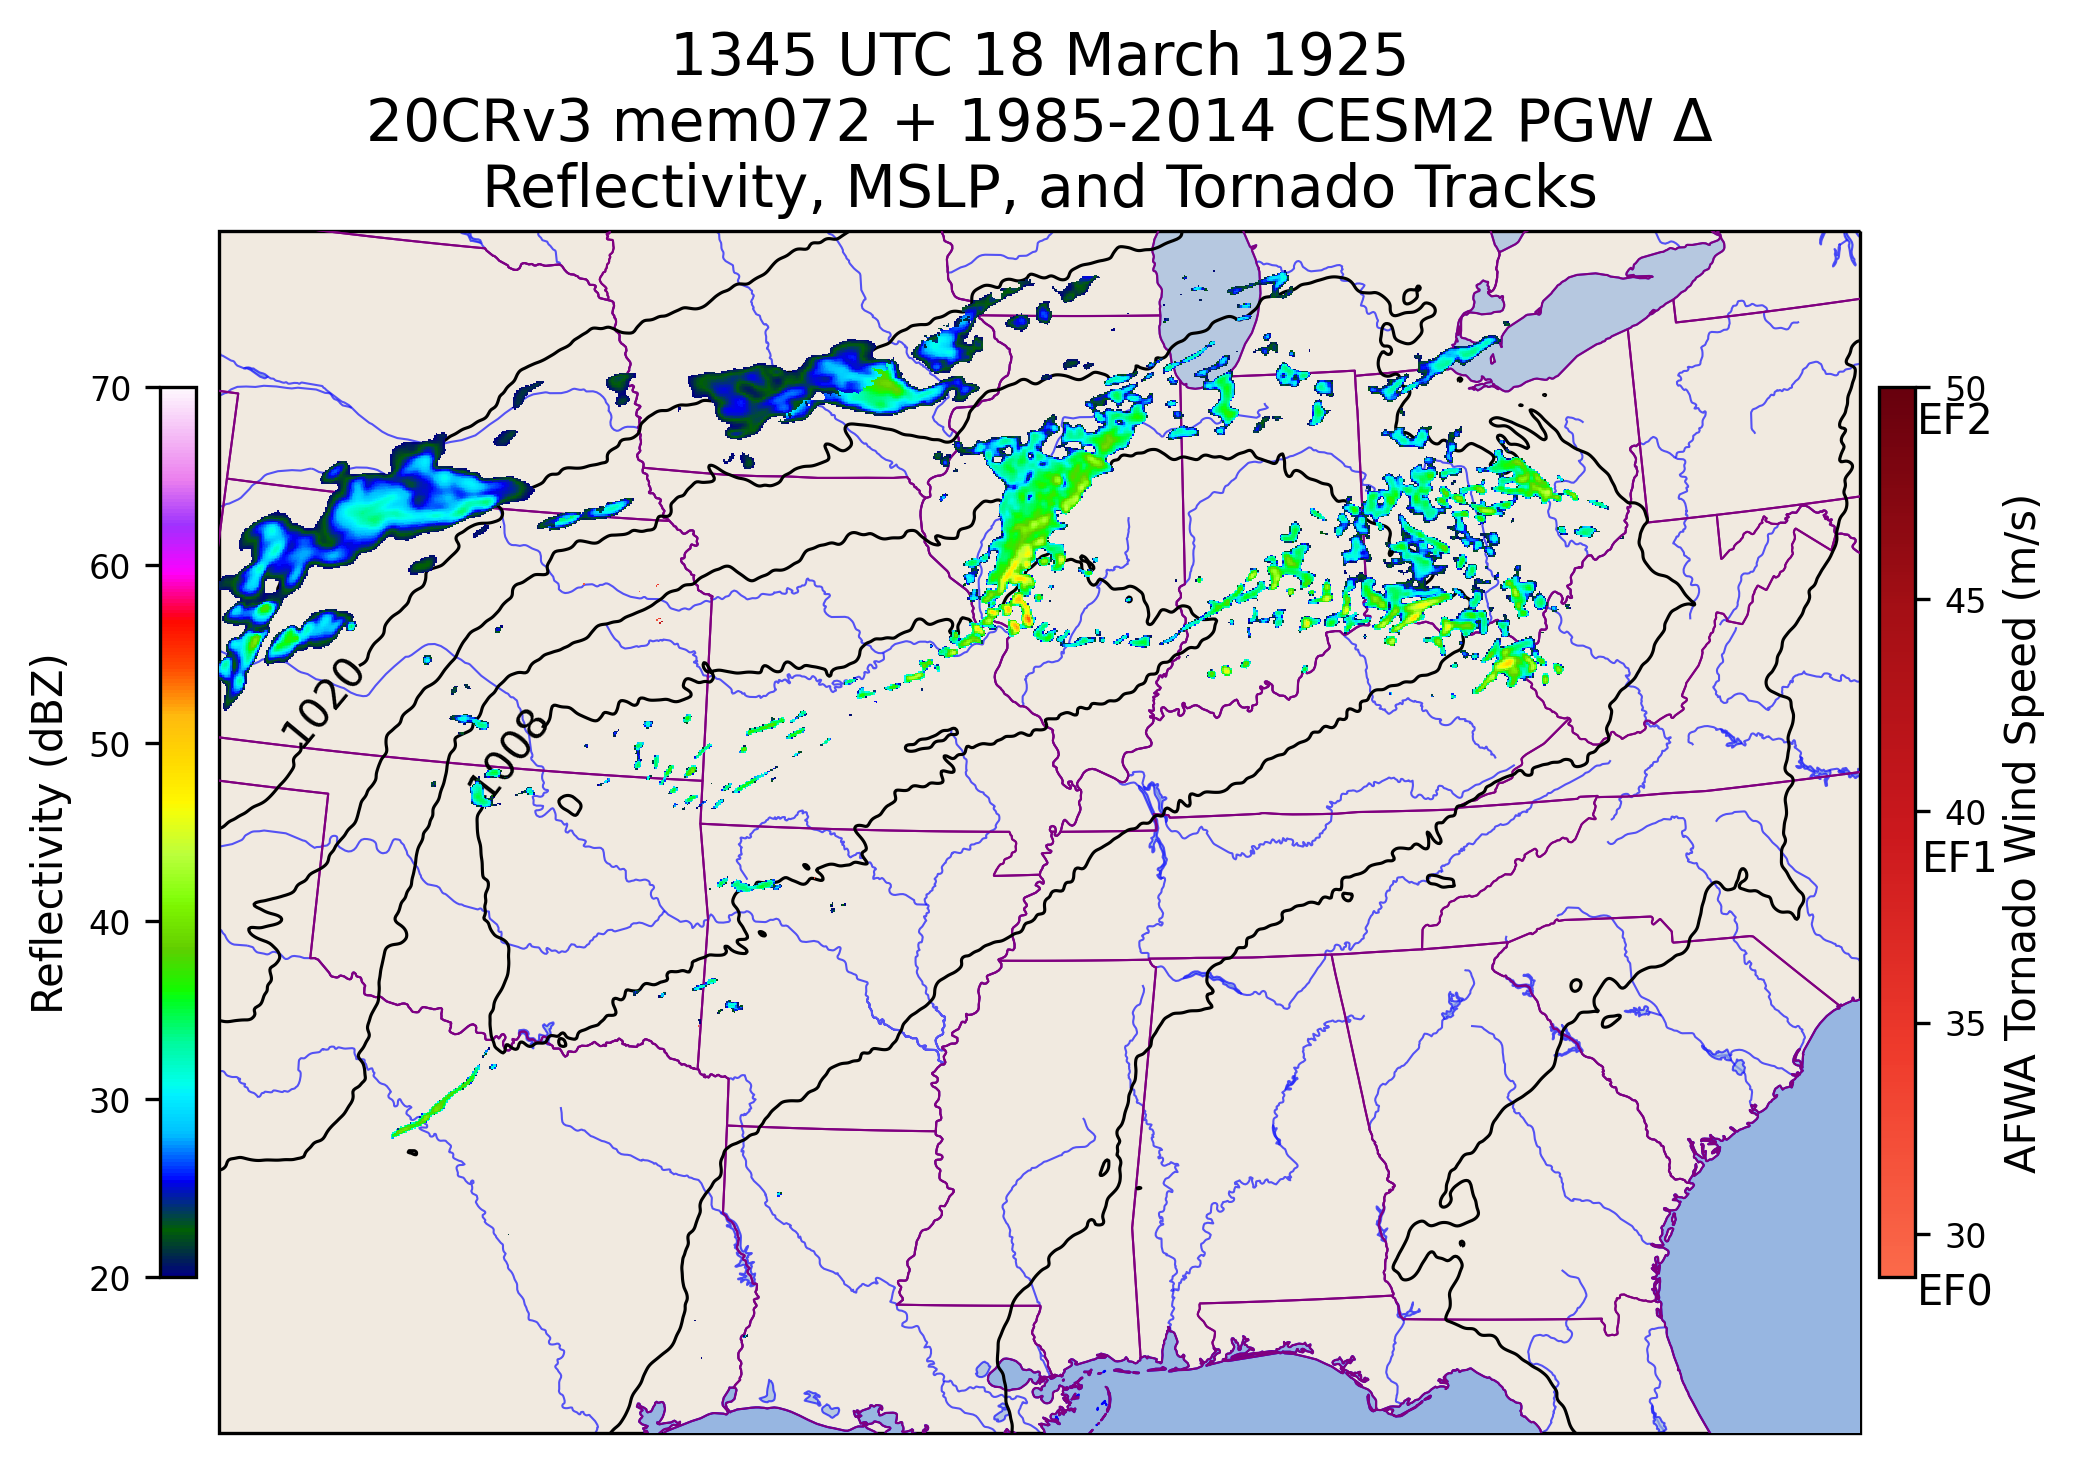 1345 UTC 18 March 1925
20CRv3 mem072 + 1985-2014 CESM2 PGW Δ
Reflectivity, MSLP, and Tornado Tracks
Reflectivity (dBZ)
70
60
50
40
30
20
1020
1008
50
EF2
45
40
EF1
35
30
EF0
AFWA Tornado Wind Speed (m/s)